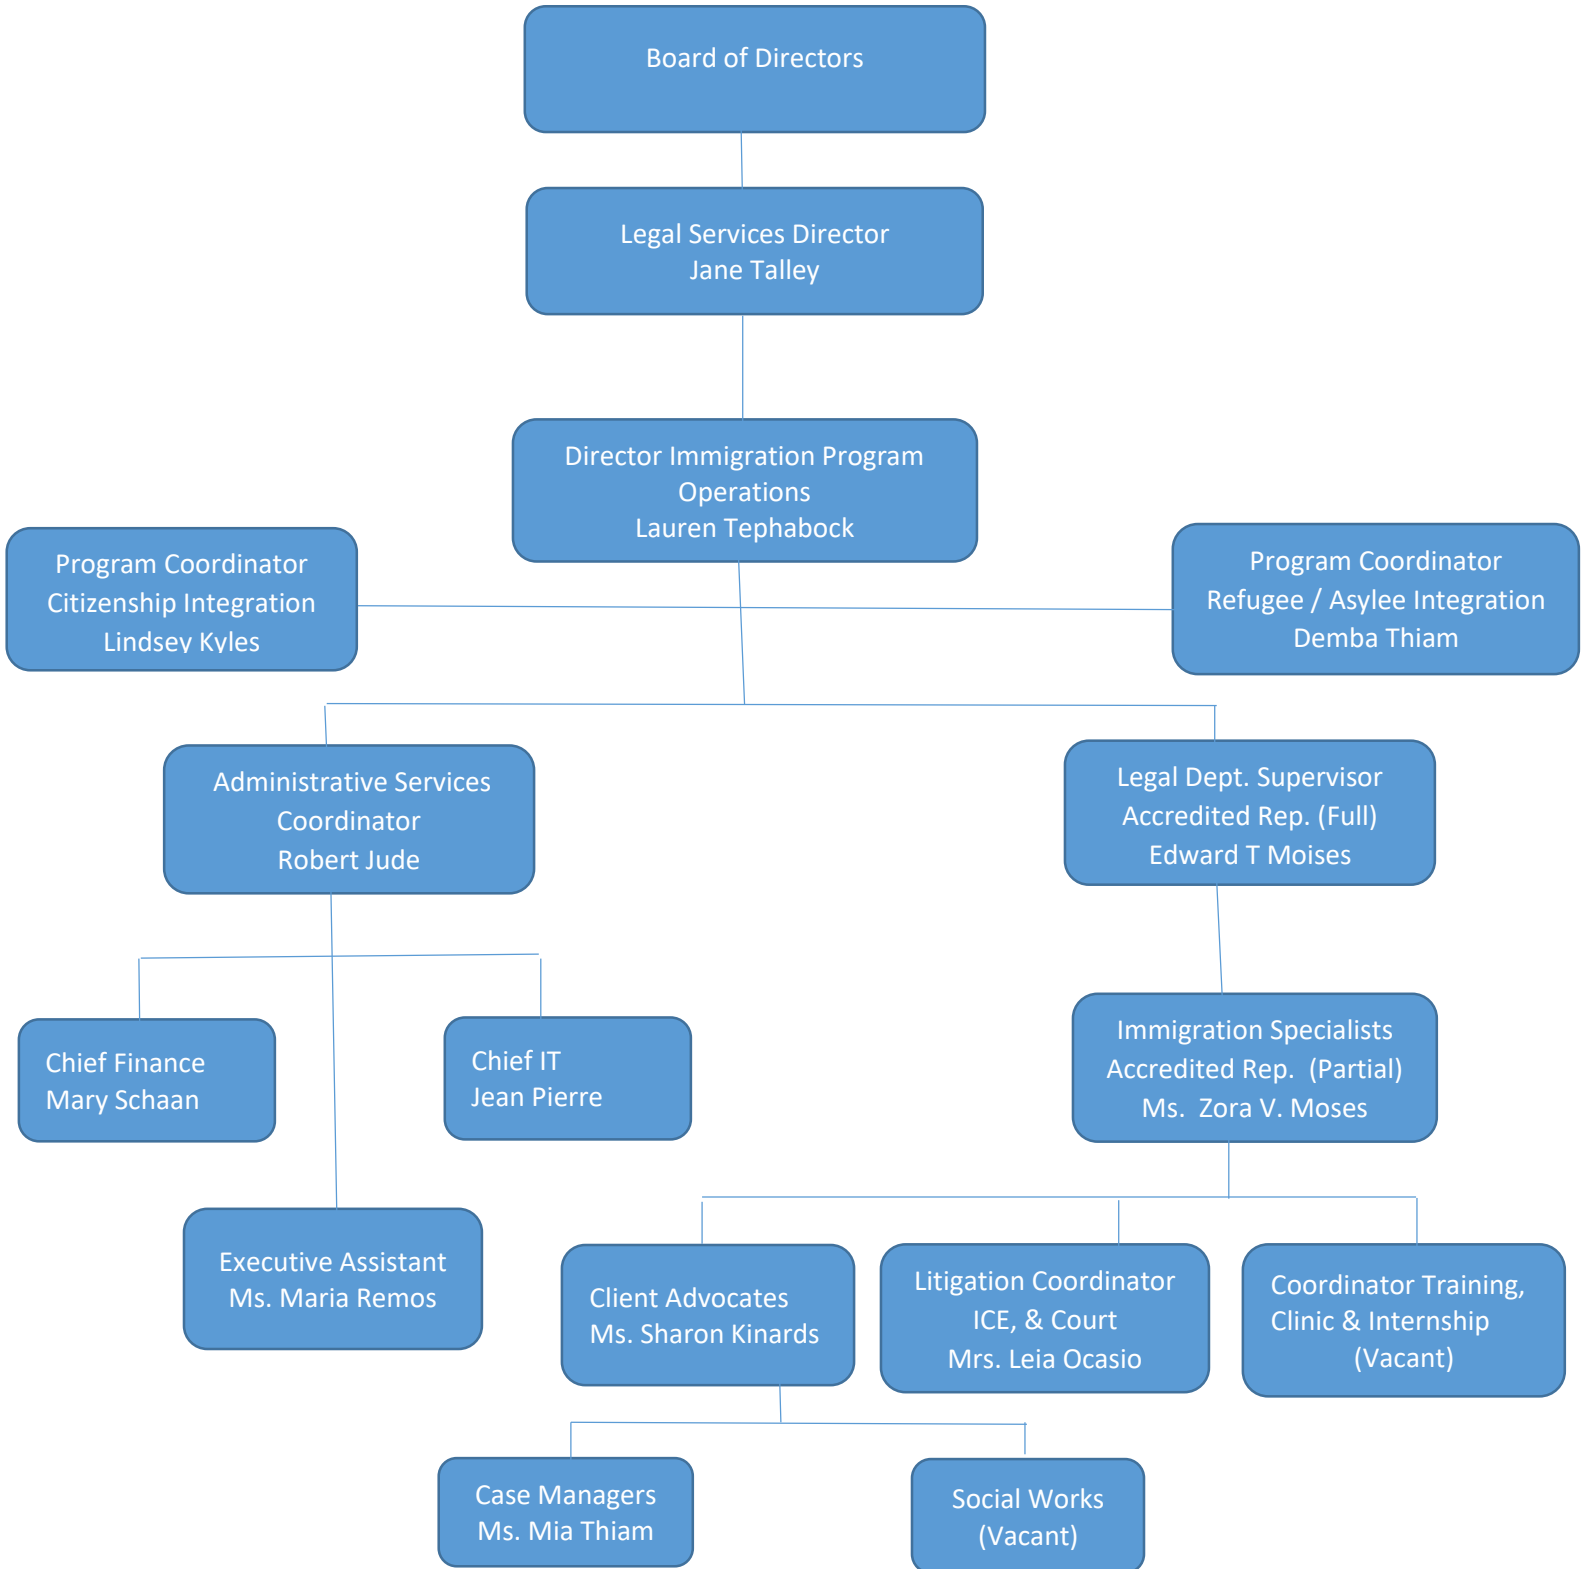 Board of Directors
Legal Services Director
Jane Talley
Director Immigration Program
Operations
Lauren Tephabock
Program Coordinator
Citizenship Integration
Lindsey Kyles
Program Coordinator
Refugee / Asylee Integration
Demba Thiam
Administrative Services
Coordinator
Robert Jude
Legal Dept. Supervisor
Accredited Rep. (Full)
Edward T Moises
Chief Finance
Mary Schaan
Chief IT
Jean Pierre
Immigration Specialists
Accredited Rep.  (Partial)
Ms.  Zora V. Moses
Executive Assistant
Ms. Maria Remos
Client Advocates
Ms. Sharon Kinards
Litigation Coordinator
ICE, & Court
Mrs. Leia Ocasio
Coordinator Training,
Clinic & Internship
(Vacant)
Case Managers
Ms. Mia Thiam
Social Works
(Vacant)